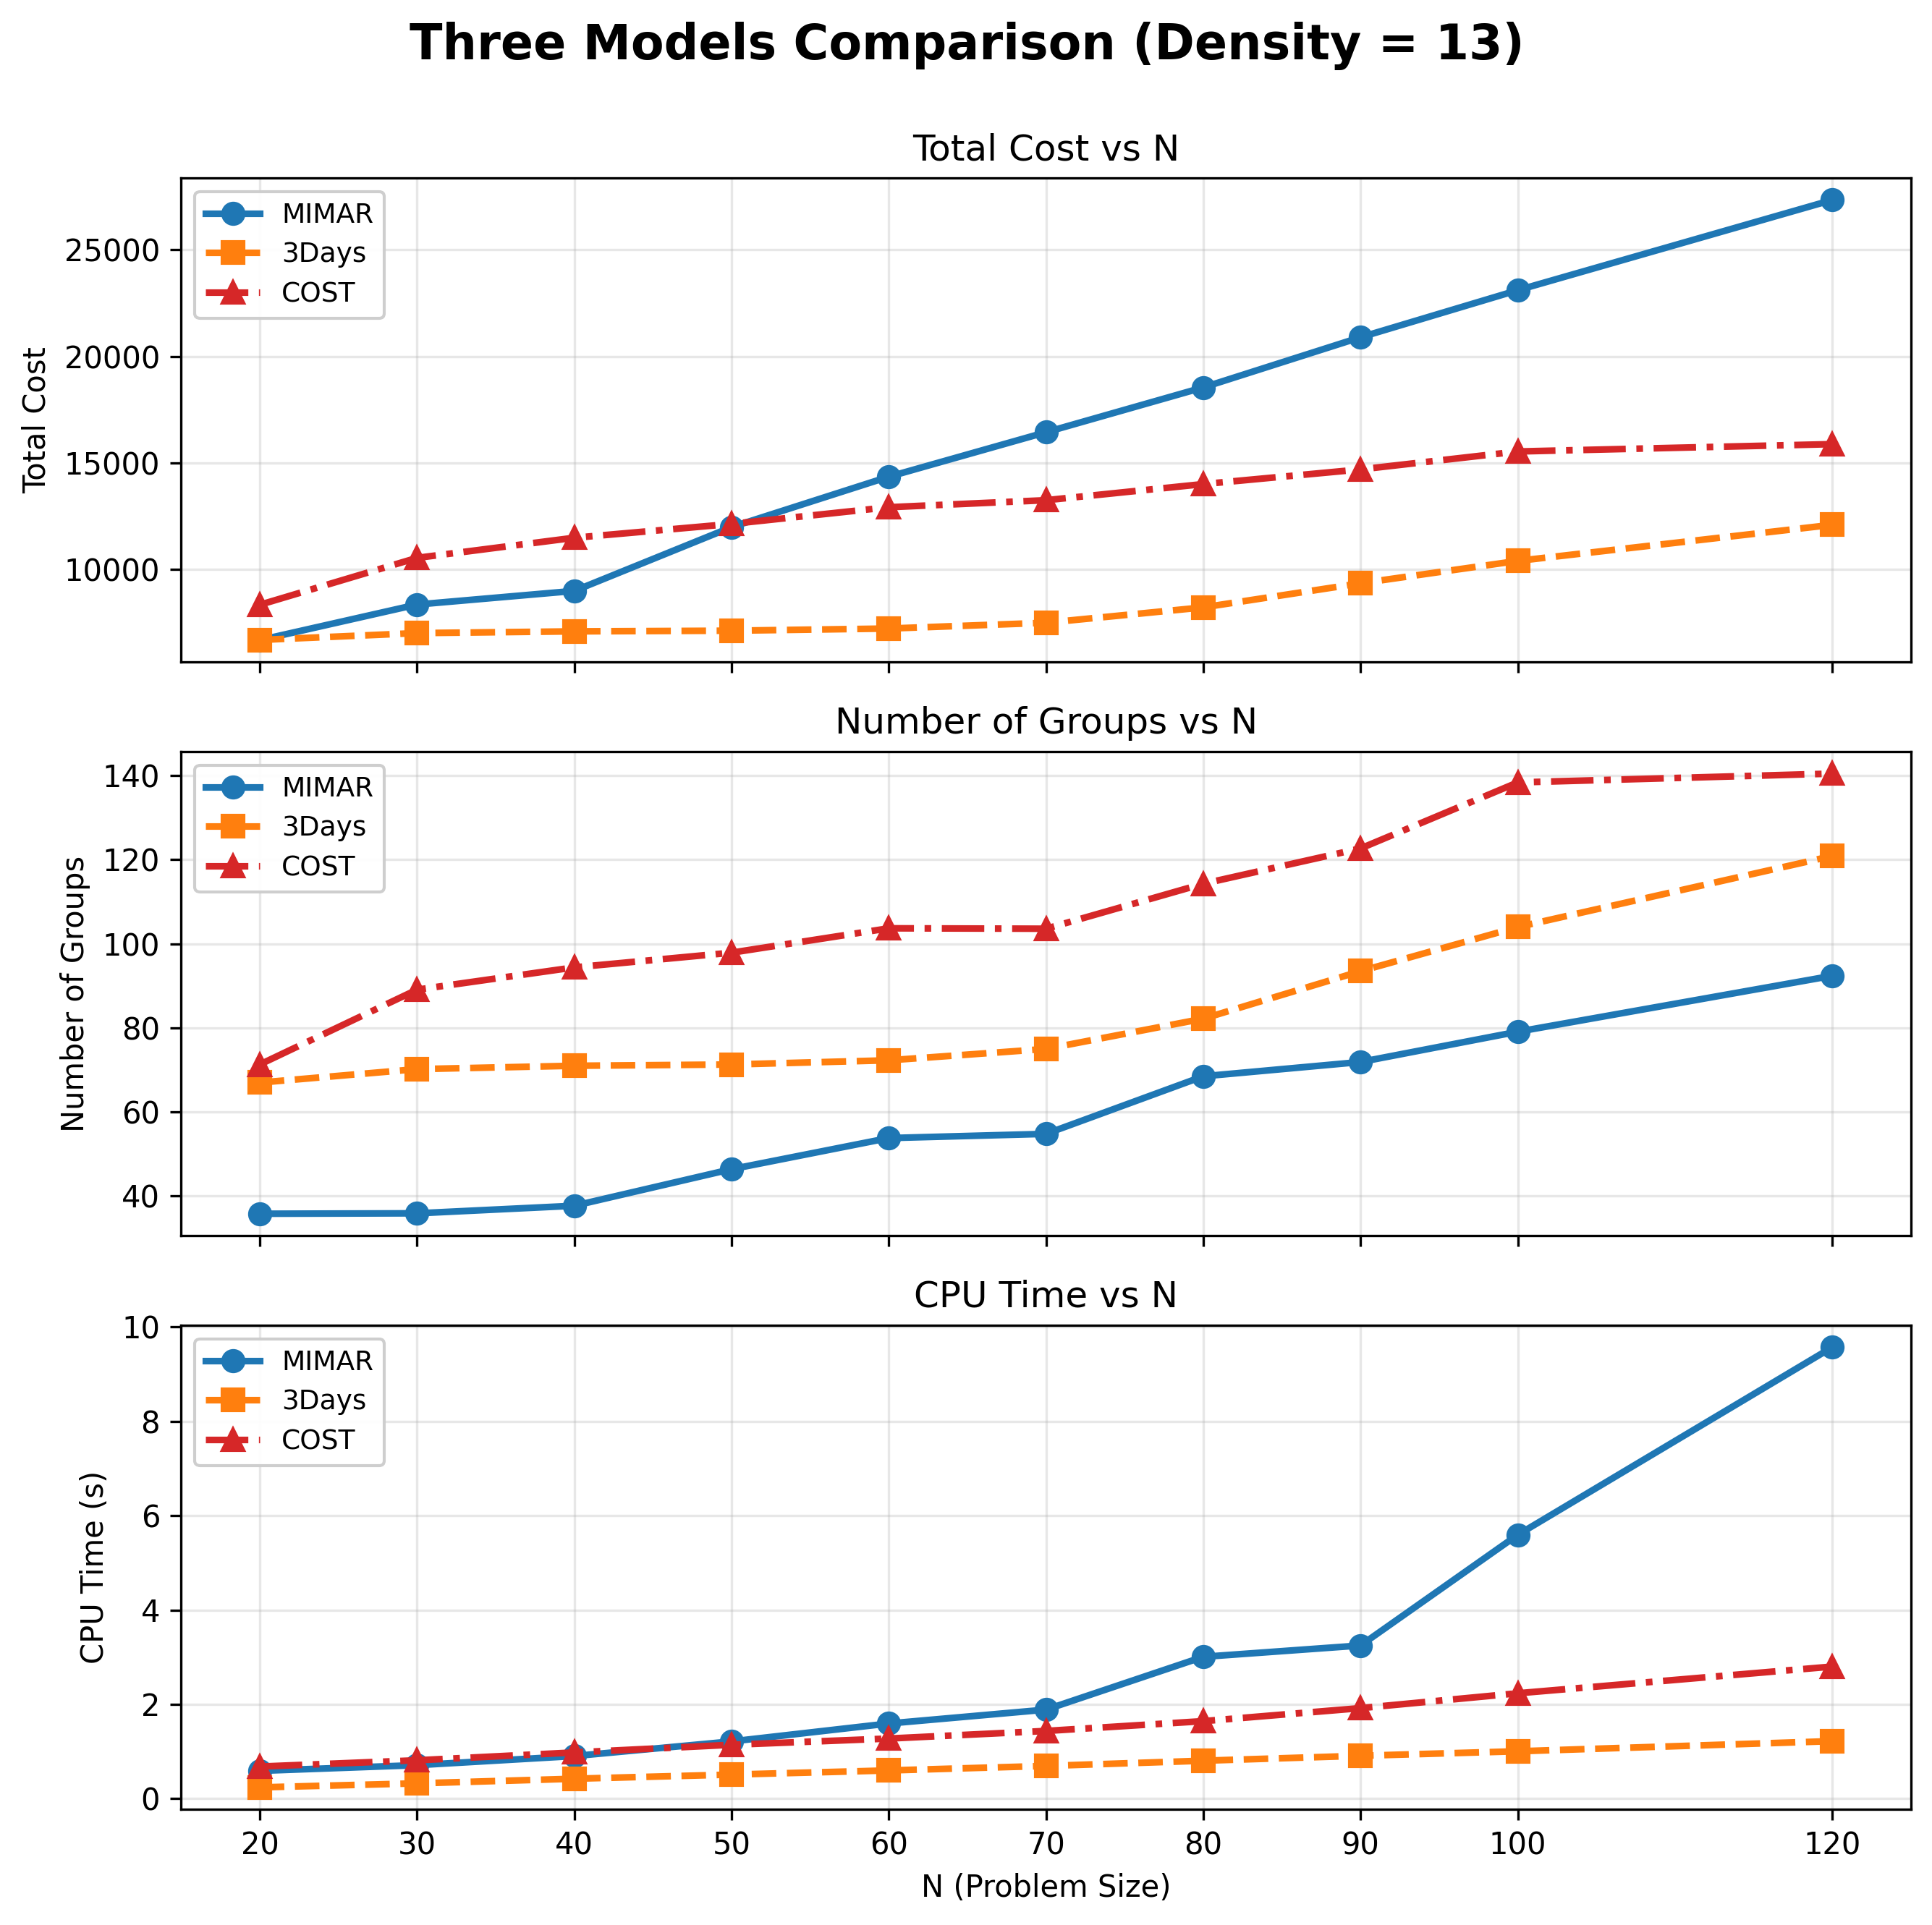 Three Models Comparison (Density = 13)
Total Cost vs N
MIMAR
3Days
COST
Total Cost
25000
20000
15000
10000
Number of Groups vs N
MIMAR
3Days
COST
Number of Groups
140
120
100
80
60
40
CPU Time vs N
MIMAR
3Days
COST
CPU Time (s)
10
8
6
4
2
0
20 30 40 50 60 70 80 90 100 120
N (Problem Size)